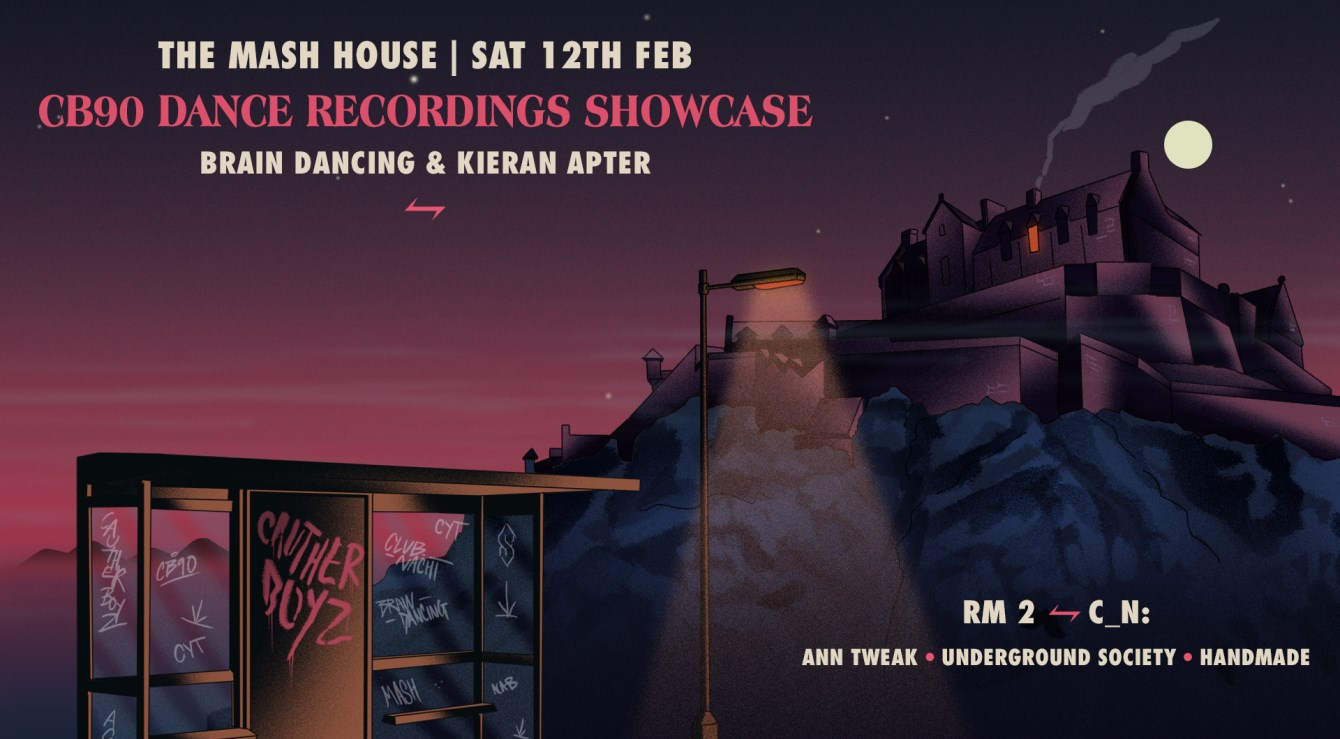 THE MASH HOUSE | SAT 12TH FEB
CB90 DANCE RECORDINGS SHOWCASE
BRAIN DANCING & KIERAN APTER
CAUTHER
BOYZ
CB90
CYT
CYT
CLUB
NACHT
BRAIN
DANCING
MASH
RM 2 C_N:
ANN TWEAK • UNDERGROUND SOCIETY • HANDMADE